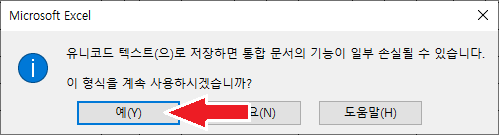 Microsoft Excel
유니코드 텍스트(으)로 저장하면 통합 문서의 기능이 일부 손실될 수 있습니다.
이 형식을 계속 사용하시겠습니까?
예(Y)
요(N)
도움말(H)